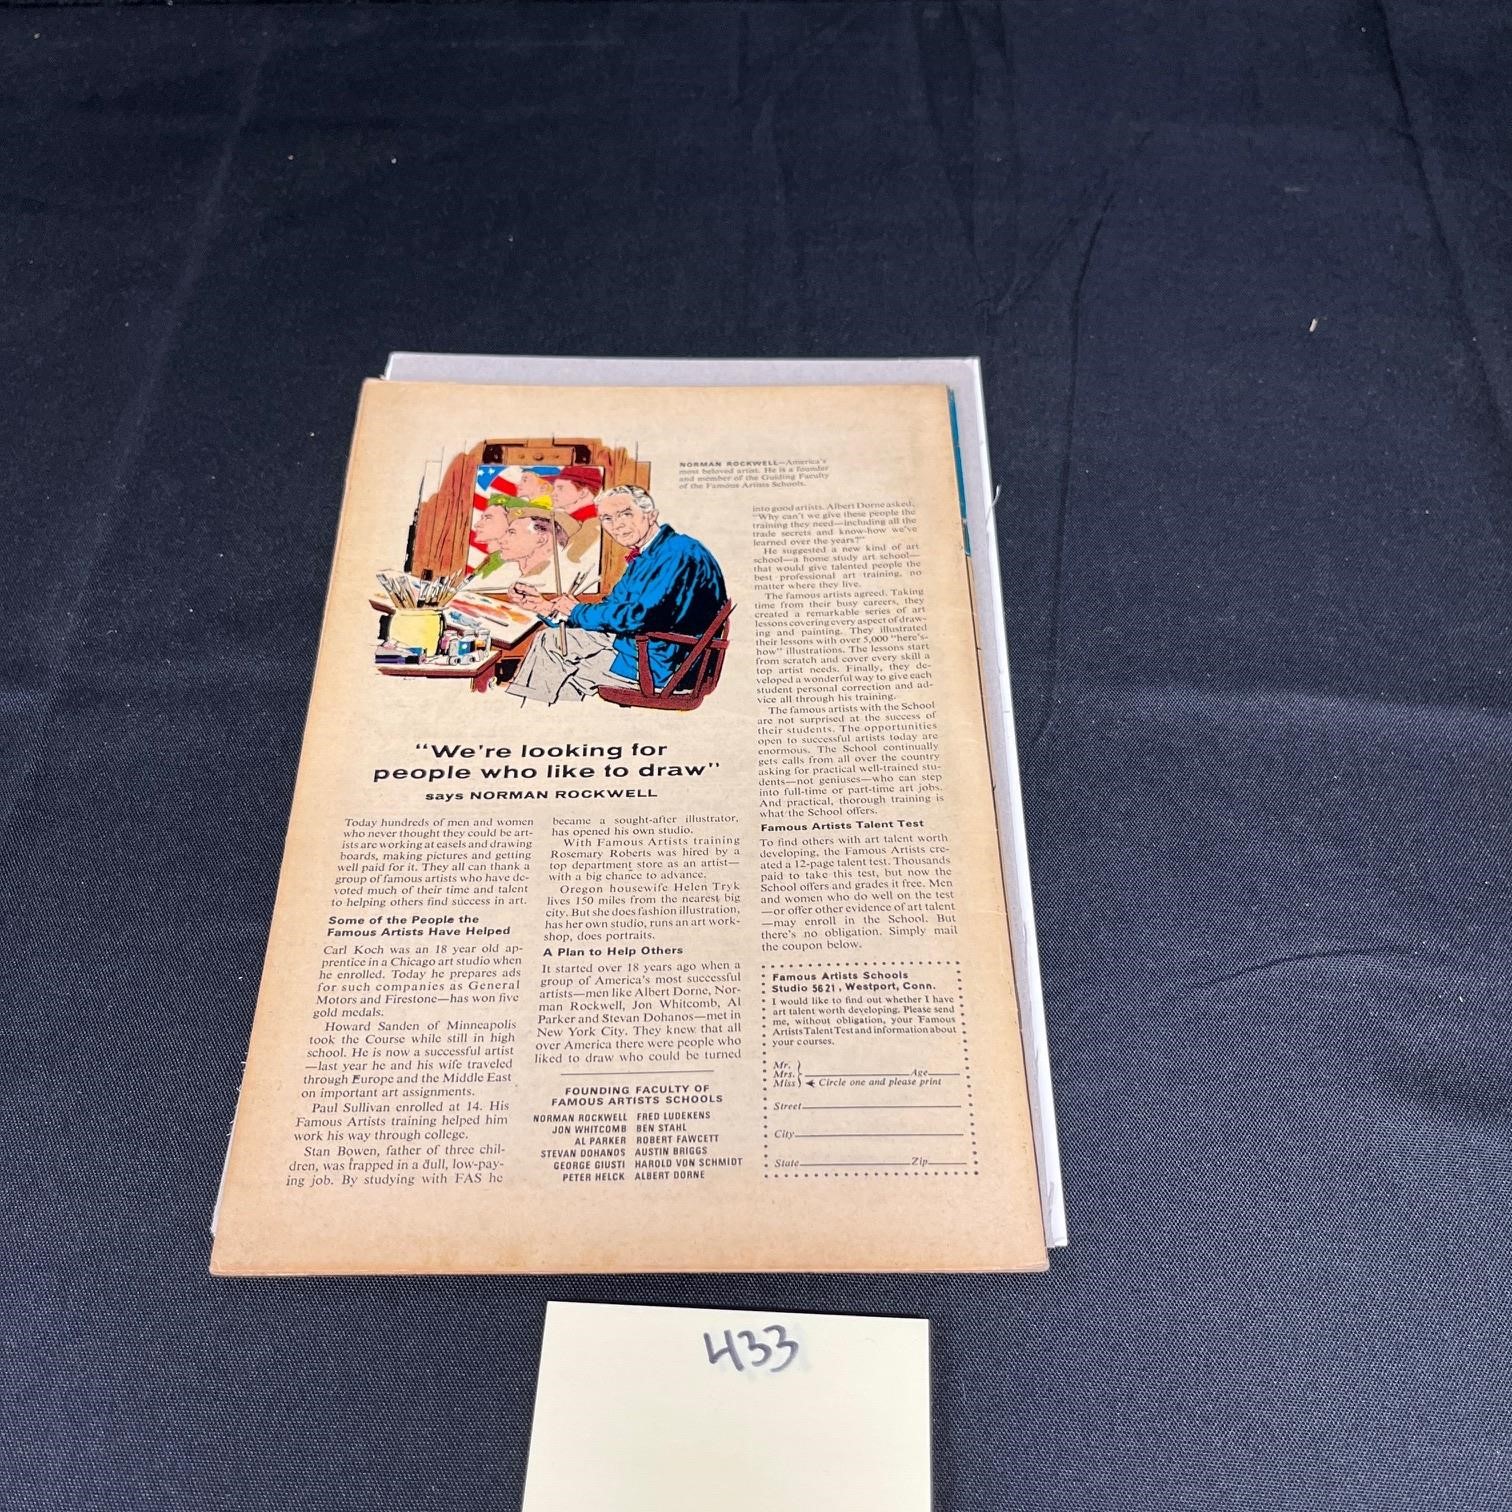 NORMAN ROCKWELL—America's
most beloved artist. He is a founder
and member of the Guiding Faculty
of the Famous Artists Schools.
"We're looking for
people who like to draw"
says NORMAN ROCKWELL
Today hundreds of men and women
who never thought they could be art-
ists are working at easels and drawing
boards, making pictures and getting
well paid for it. They all can thank a
group of famous artists who have de-
voted much of their time and talent
to helping others find success in art.
Some of the People the
Famous Artists Have Helped
Carl Koch was an 18 year old ap-
prentice in a Chicago art studio when
he enrolled. Today he prepares ads
for such companies as General
Motors and Firestone—has won five
gold medals.
Howard Sanden of Minneapolis
took the Course while still in high
school. He is now a successful artist
—last year he and his wife traveled
through Europe and the Middle East
on important art assignments.
Paul Sullivan enrolled at 14. His
Famous Artists training helped him
work his way through college.
Stan Bowen, father of three chil-
dren, was trapped in a dull, low-pay-
ing job. By studying with FAS he
became a sought-after illustrator,
has opened his own studio.
With Famous Artists training
Rosemary Roberts was hired by a
top department store as an artist—
with a big chance to advance.
Oregon housewife Helen Tryk
lives 150 miles from the nearest big
city. But she does fashion illustration,
has her own studio, runs an art work-
shop, does portraits.
A Plan to Help Others
It started over 18 years ago when a
group of America's most successful
artists—men like Albert Dorne, Nor-
man Rockwell, Jon Whitcomb, Al
Parker and Stevan Dohanos—met in
New York City. They knew that all
over America there were people who
liked to draw who could be turned
into good artists. Albert Dorne asked,
"Why can't we give these people the
training they need—including all the
trade secrets and know-how we've
learned over the years?"
He suggested a new kind of art
school—a home study art school—
that would give talented people the
best professional art training, no
matter where they live.
The famous artists agreed. Taking
time from their busy careers, they
created a remarkable series of art
lessons covering every aspect of draw-
ing and painting. They illustrated
their lessons with over 5,000 "here's-
how" illustrations. The lessons start
from scratch and cover every skill a
top artist needs. Finally, they de-
veloped a wonderful way to give each
student personal correction and ad-
vice all through his training.
The famous artists with the School
are not surprised at the success of
their students. The opportunities
open to successful artists today are
enormous. The School continually
gets calls from all over the country
asking for practical well-trained stu-
dents—not geniuses—who can step
into full-time or part-time art jobs.
And practical, thorough training is
what the School offers.
Famous Artists Talent Test
To find others with art talent worth
developing, the Famous Artists cre-
ated a 12-page talent test. Thousands
paid to take this test, but now the
School offers and grades it free. Men
and women who do well on the test
—or offer other evidence of art talent
—may enroll in the School. But
there's no obligation. Simply mail
the coupon below.
FOUNDING FACULTY OF
FAMOUS ARTISTS SCHOOLS
NORMAN ROCKWELL FRED LUDEKENS
JON WHITCOMB BEN STAHL
AL PARKER ROBERT FAWCETT
STEVAN DOHANOS AUSTIN BRIGGS
GEORGE GIUSTI HAROLD VON SCHMIDT
PETER HELCK ALBERT DORNE
Famous Artists Schools
Studio 5621, Westport, Conn.
I would like to find out whether I have
art talent worth developing. Please send
me, without obligation, your Famous
Artists Talent Test and information about
your courses.
Mr.
Mrs. Age
Miss Circle one and please print
Street
City
State Zip
433